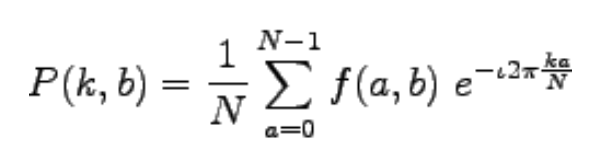 $P(k,b) = \frac{1}{N} \sum_{a=0}^{N-1} f(a,b) \ e^{-\iota 2\pi \frac{ka}{N}}$